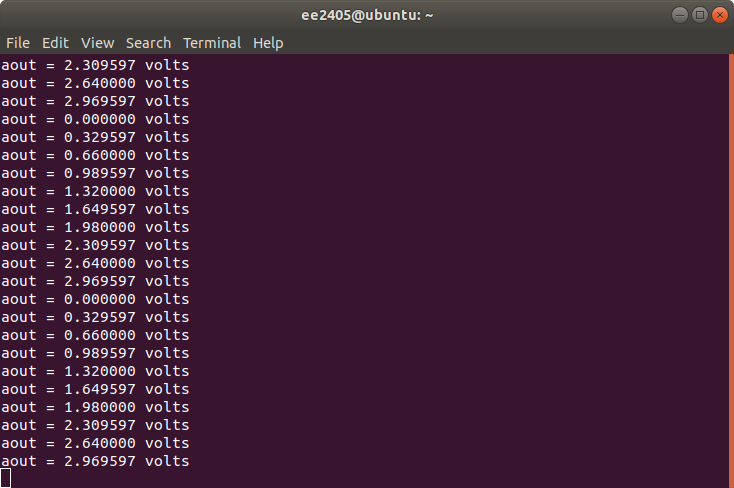 ee2405@ubuntu: ~
File Edit View Search Terminal Help
aout = 2.309597 volts
aout = 2.640000 volts
aout = 2.969597 volts
aout = 0.000000 volts
aout = 0.329597 volts
aout = 0.660000 volts
aout = 0.989597 volts
aout = 1.320000 volts
aout = 1.649597 volts
aout = 1.980000 volts
aout = 2.309597 volts
aout = 2.640000 volts
aout = 2.969597 volts
aout = 0.000000 volts
aout = 0.329597 volts
aout = 0.660000 volts
aout = 0.989597 volts
aout = 1.320000 volts
aout = 1.649597 volts
aout = 1.980000 volts
aout = 2.309597 volts
aout = 2.640000 volts
aout = 2.969597 volts